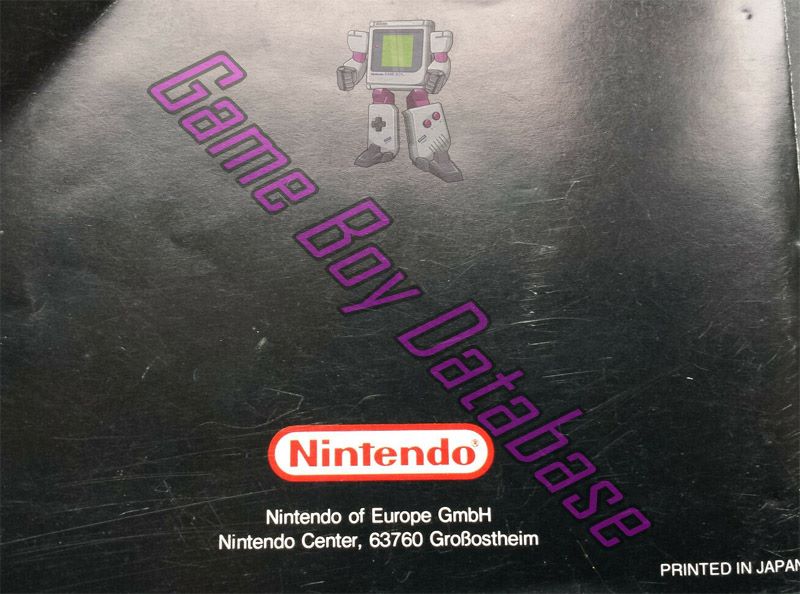 Game Boy Database
Nintendo®
Nintendo of Europe GmbH
Nintendo Center, 63760 Großostheim
PRINTED IN JAPAN